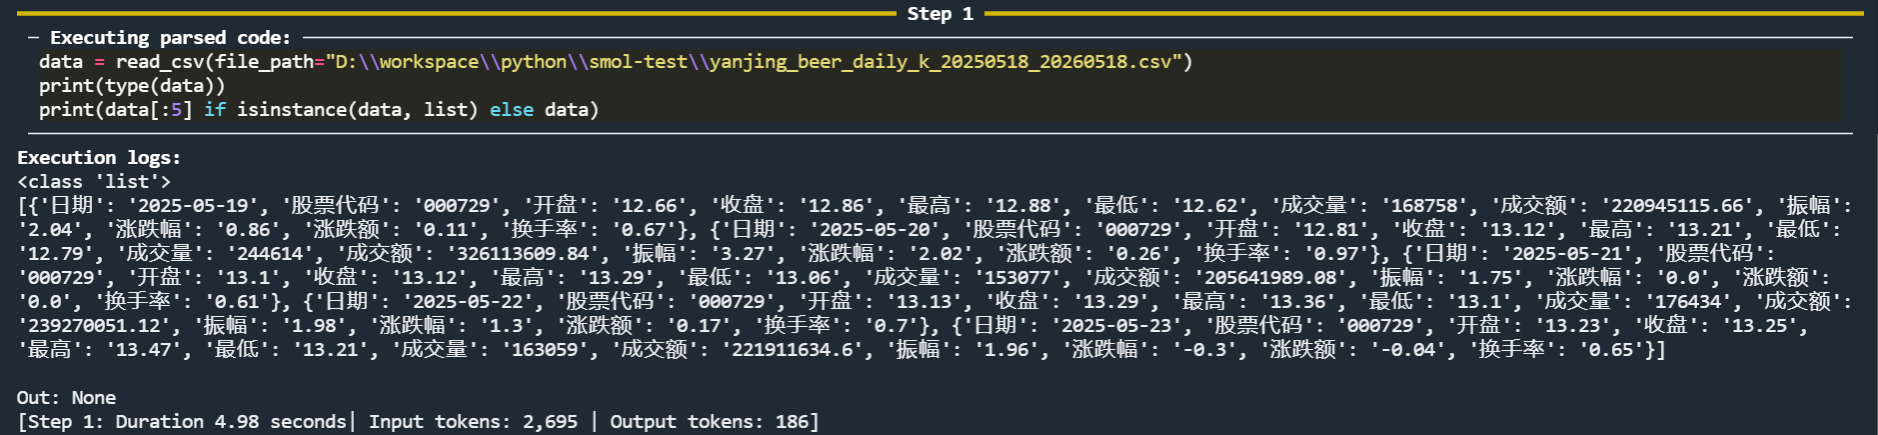 Step 1
Executing parsed code:
data = read_csv(file_path="D:\\workspace\\python\\smol-test\\yanjing_beer_daily_k_20250518_20260518.csv")
print(type(data))
print(data[:5] if isinstance(data, list) else data)
Execution logs:
<class 'list'>
[{'日期': '2025-05-19', '股票代码': '000729', '开盘': '12.66', '收盘': '12.86', '最高': '12.88', '最低': '12.62', '成交量': '168758', '成交额': '220945115.66', '振幅':
'2.04', '涨跌幅': '0.86', '涨跌额': '0.11', '换手率': '0.67'}, {'日期': '2025-05-20', '股票代码': '000729', '开盘': '12.81', '收盘': '13.12', '最高': '13.21', '最低':
'12.79', '成交量': '244614', '成交额': '326113609.84', '振幅': '3.27', '涨跌幅': '2.02', '涨跌额': '0.26', '换手率': '0.97'}, {'日期': '2025-05-21', '股票代码':
'000729', '开盘': '13.1', '收盘': '13.12', '最高': '13.29', '最低': '13.06', '成交量': '153077', '成交额': '205641989.08', '振幅': '1.75', '涨跌幅': '0.0', '涨跌额':
'0.0', '换手率': '0.61'}, {'日期': '2025-05-22', '股票代码': '000729', '开盘': '13.13', '收盘': '13.29', '最高': '13.36', '最低': '13.1', '成交量': '176434', '成交额':
'239270051.12', '振幅': '1.98', '涨跌幅': '1.3', '涨跌额': '0.17', '换手率': '0.7'}, {'日期': '2025-05-23', '股票代码': '000729', '开盘': '13.23', '收盘': '13.25',
'最高': '13.47', '最低': '13.21', '成交量': '163059', '成交额': '221911634.6', '振幅': '1.96', '涨跌幅': '-0.3', '涨跌额': '-0.04', '换手率': '0.65'}]
Out: None
[Step 1: Duration 4.98 seconds| Input tokens: 2,695 | Output tokens: 186]